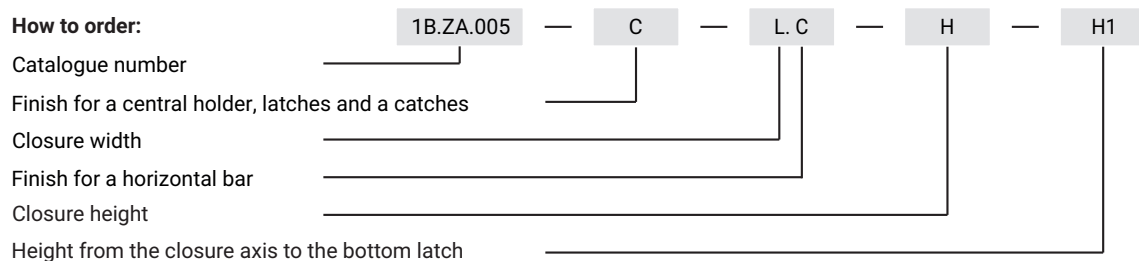 How to order: 1B.ZA.005 — C — L. C — H — H1
Catalogue number
Finish for a central holder, latches and a catches
Closure width
Finish for a horizontal bar
Closure height
Height from the closure axis to the bottom latch